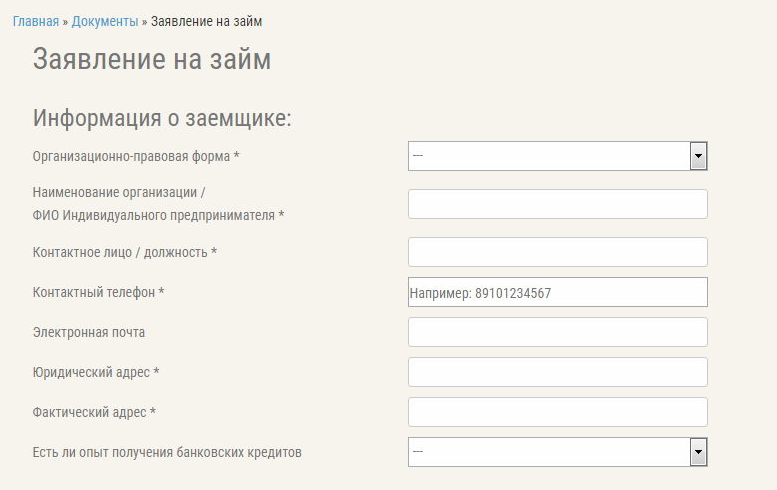 Главная » Документы » Заявление на займ
Заявление на займ
Информация о заемщике:
Организационно-правовая форма *
---
Наименование организации /
ФИО Индивидуального предпринимателя *
Контактное лицо / должность *
Контактный телефон *
Например: 89101234567
Электронная почта
Юридический адрес *
Фактический адрес *
Есть ли опыт получения банковских кредитов
---